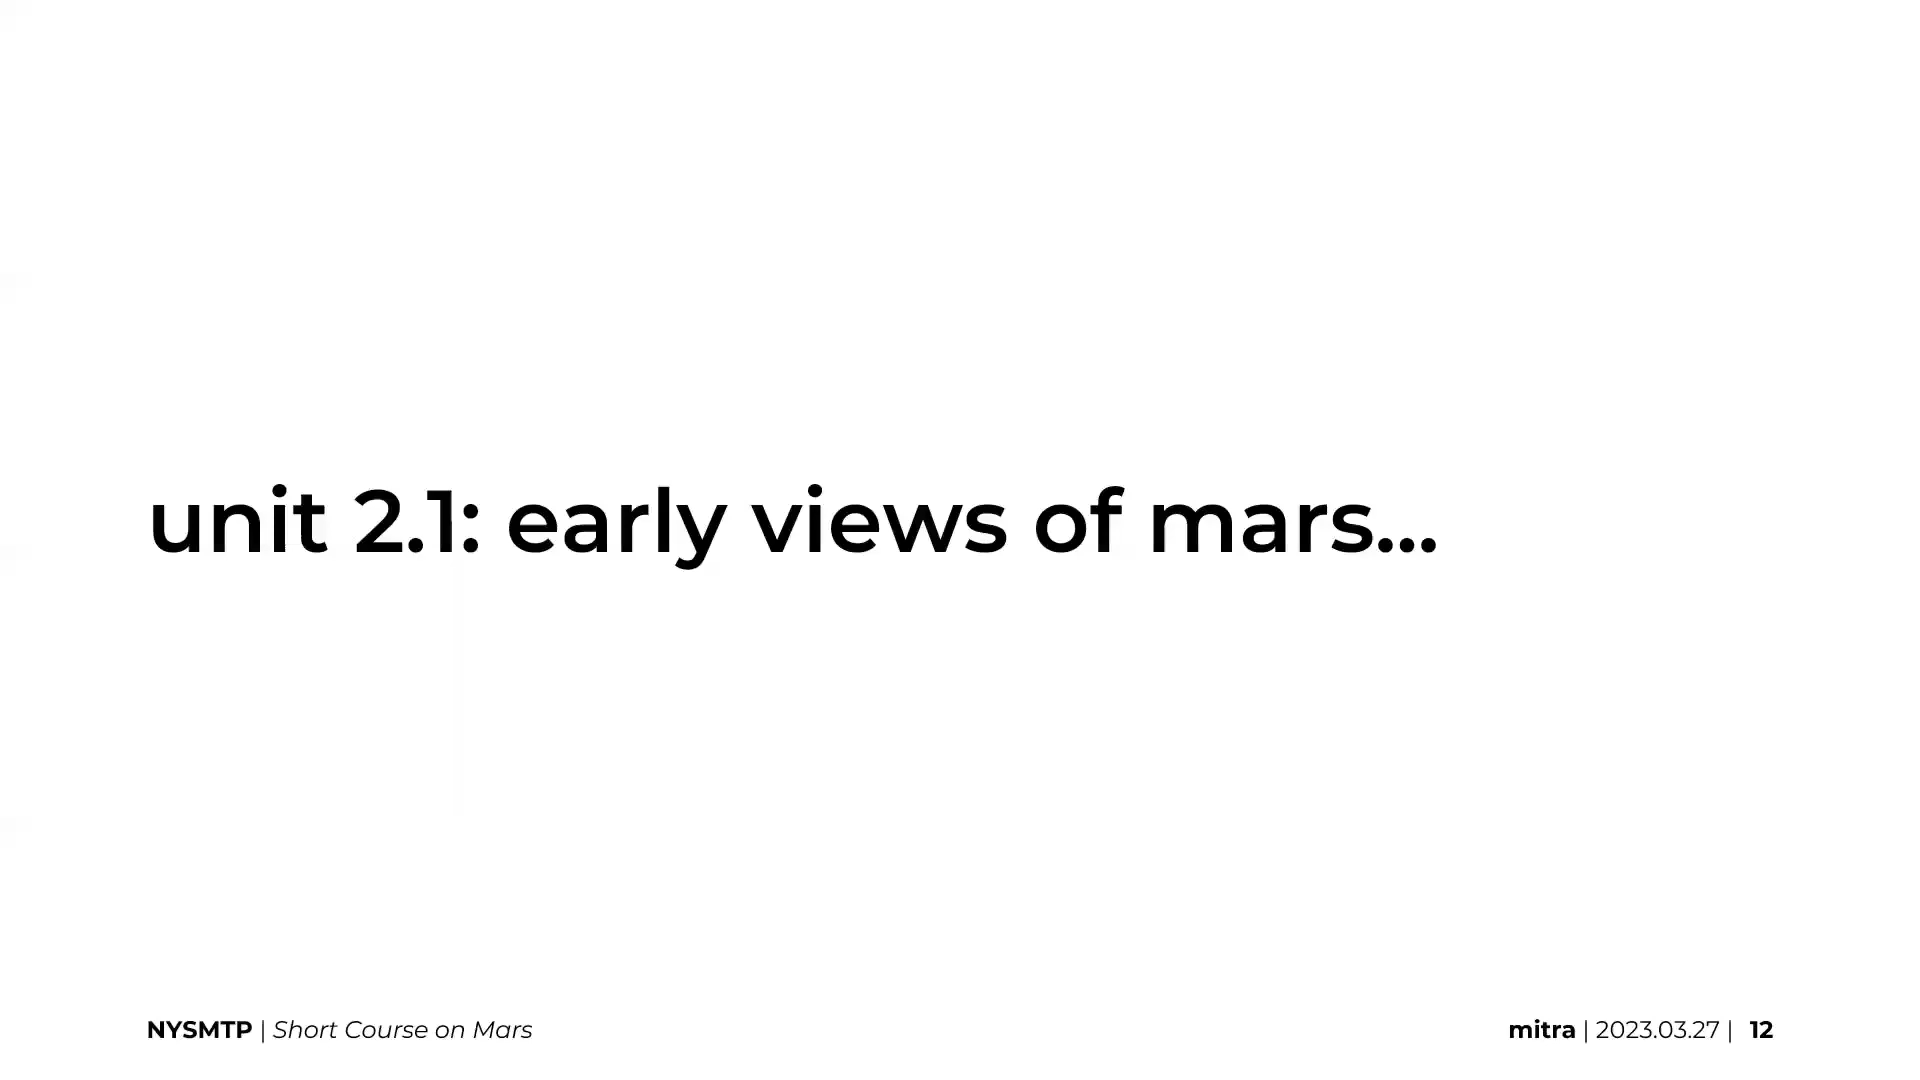 unit 2.1: early views of mars...
NYSMTP | Short Course on Mars
mitra | 2023.03.27 | 12